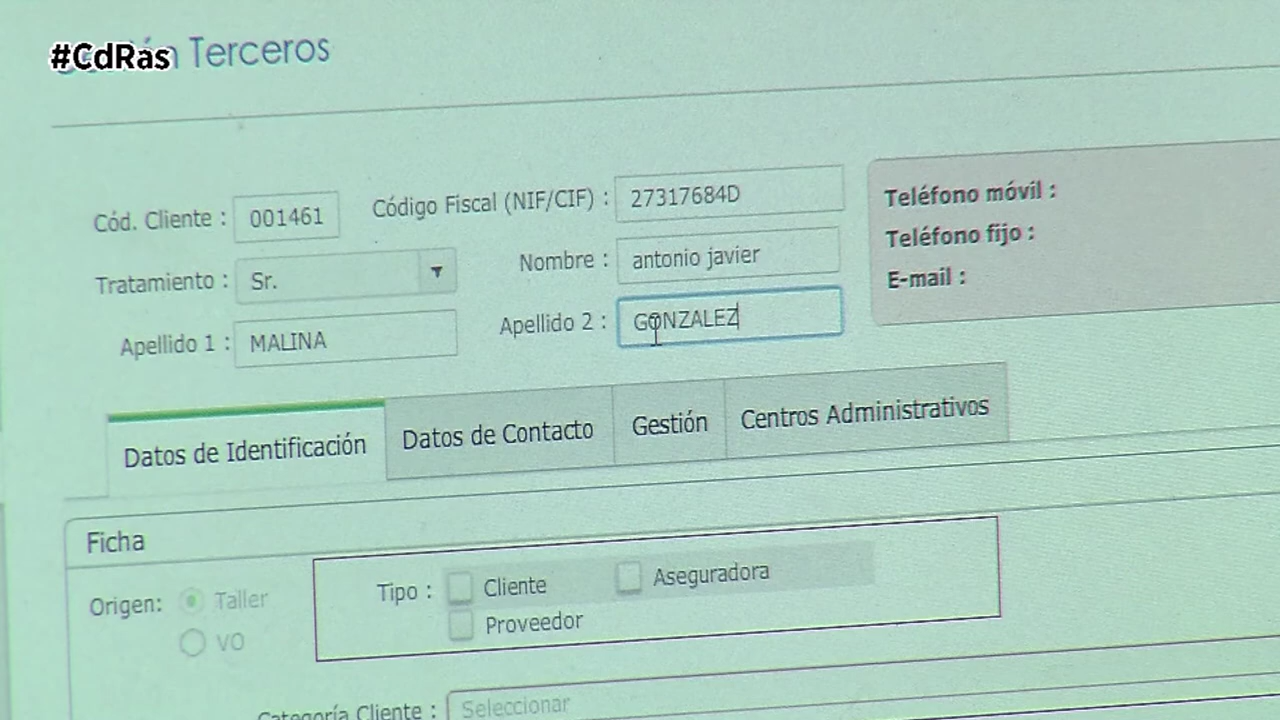 #CdRas
Terceros
Cód. Cliente : 001461 Código Fiscal (NIF/CIF) : 27317684D
Tratamiento : Sr. Nombre : antonio javier
Apellido 1 : MALINA Apellido 2 : GONZALEZ
Teléfono móvil :
Teléfono fijo :
E-mail :
Datos de Identificación Datos de Contacto Gestión Centros Administrativos
Ficha
Origen: Taller Tipo : Cliente Aseguradora
VO Proveedor
Categoría Cliente : Seleccionar